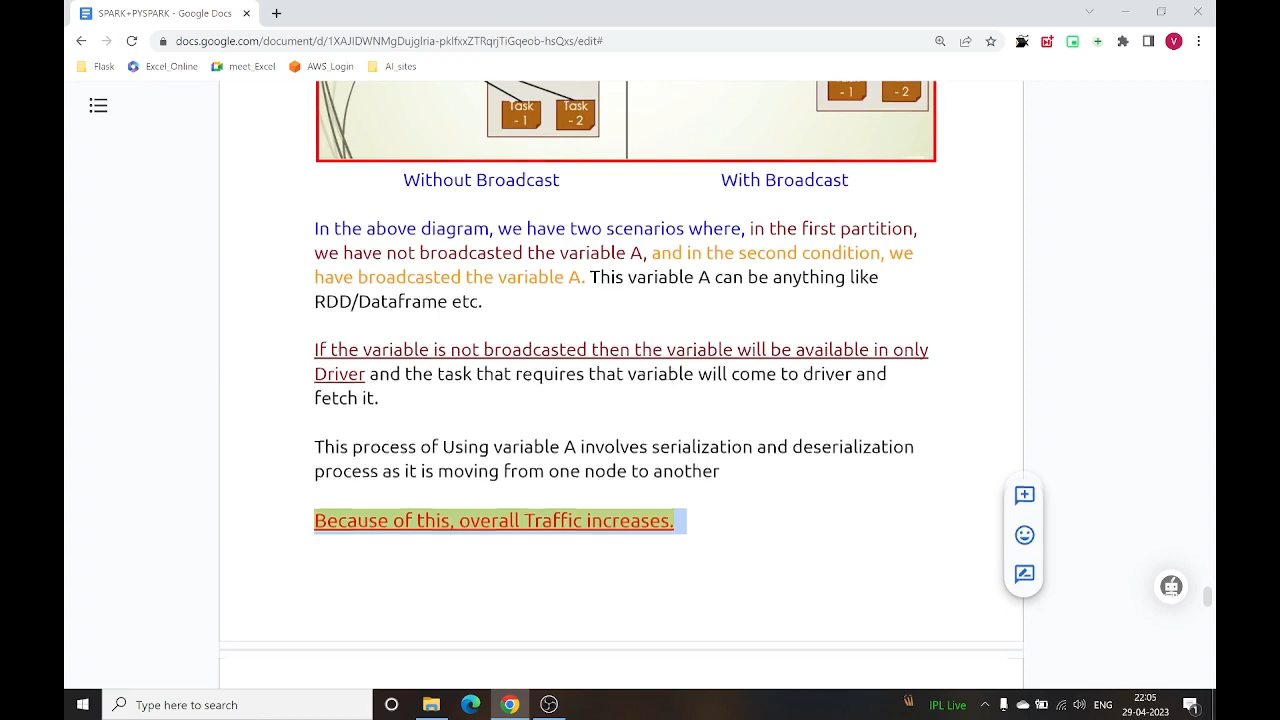 SPARK+PYSPARK - Google Docs
docs.google.com/document/d/1XAJIDWNMgDujgIria-pkIfxxZTRqrjTiGqeob-hsQxs/edit#
V
Flask Excel_Online meet_Excel AWS_Login AI_sites
Task Task
- 1 - 2
- 1 - 2
Without Broadcast With Broadcast
In the above diagram, we have two scenarios where, in the first partition,
we have not broadcasted the variable A, and in the second condition, we
have broadcasted the variable A. This variable A can be anything like
RDD/Dataframe etc.
If the variable is not broadcasted then the variable will be available in only
Driver and the task that requires that variable will come to driver and
fetch it.
This process of Using variable A involves serialization and deserialization
process as it is moving from one node to another
Because of this, overall Traffic increases.
Type here to search
IPL Live
ENG
22:05
29-04-2023
1